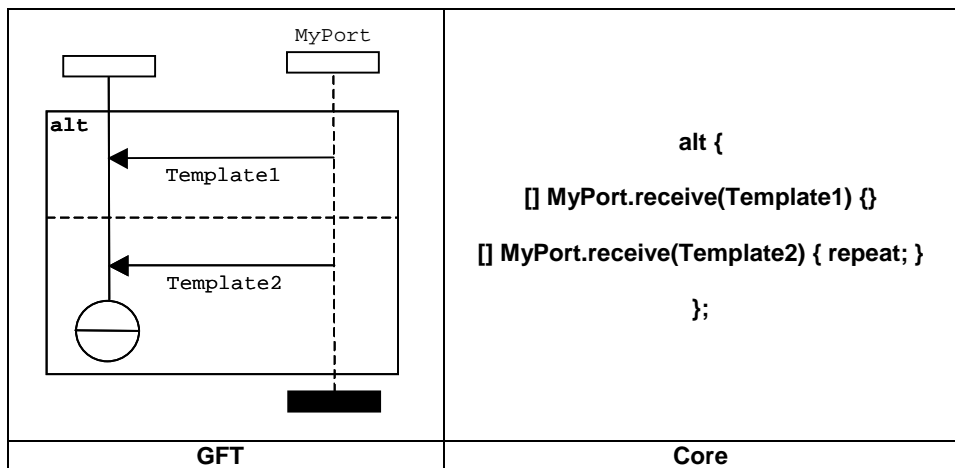 MyPort
alt
Template1
Template2
alt {
[] MyPort.receive(Template1) {}
[] MyPort.receive(Template2) { repeat; }
};
GFT
Core